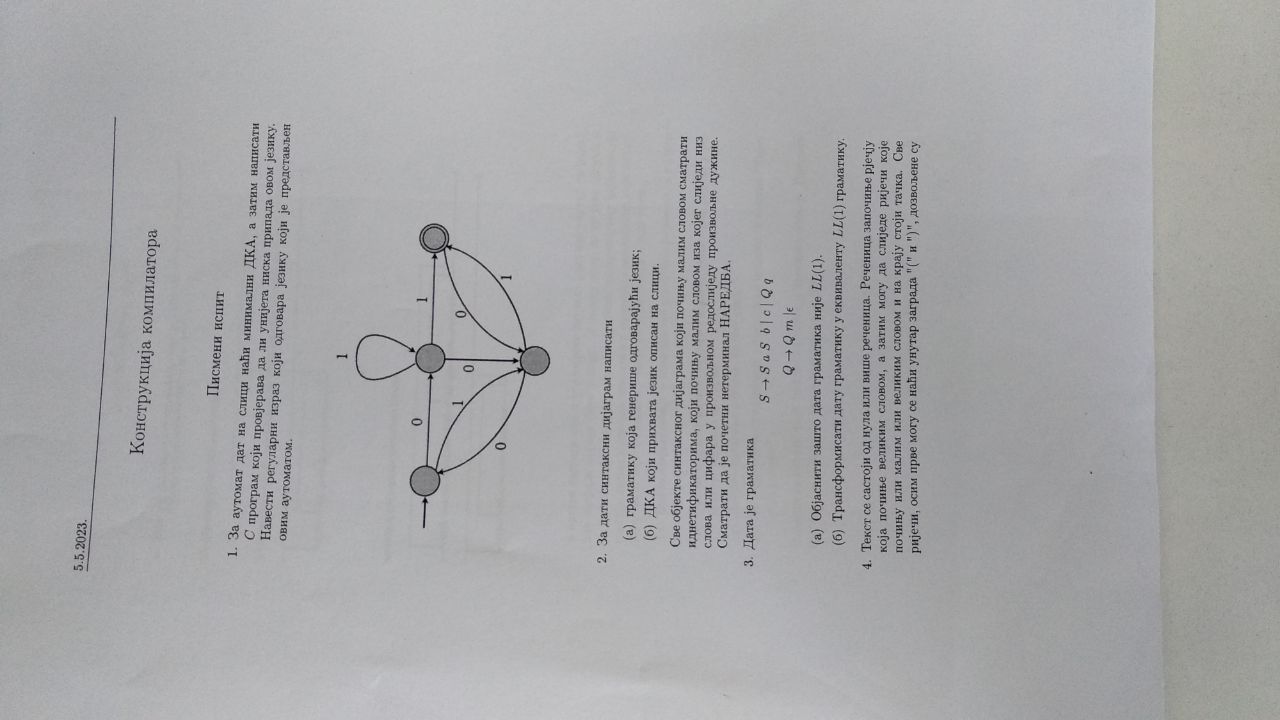 5.5.2023.
Конструкција компилатора
Писмени испит
1. За аутомат дат на слици наћи минимални ДКА, а затим написати
C програм који провјерава да ли унијета ниска припада овом језику.
Навести регуларни израз који одговара језику који је представљен
овим аутоматом.
1
0
1
1
0
0
0
1
2. За дати синтаксни дијаграм написати
(а) граматику која генерише одговарајући језик;
(б) ДКА који прихвата језик описан на слици.
Све објекте синтаксног дијаграма који почињу малим словом сматрати
иднетификаторима, који почињу малим словом иза којег слиједи низ
слова или цифара у произвољном редослиједу произвољне дужине.
Сматрати да је почетни нетерминал НАРЕДБА.
3. Дата је граматика
S → S a S b | c | Q q
Q → Q m |ϵ
(а) Објаснити зашто дата граматика није LL(1).
(б) Трансформисати дату граматику у еквиваленту LL(1) граматику.
4. Текст се састоји од нула или више реченица. Реченица започиње рјечју
која почиње великим словом, а затим могу да слиједе ријечи које
почињу или малим или великим словом и на крају стоји тачка. Све
ријечи, осим прве могу се наћи унутар заграда "(" и ")", дозвољене су